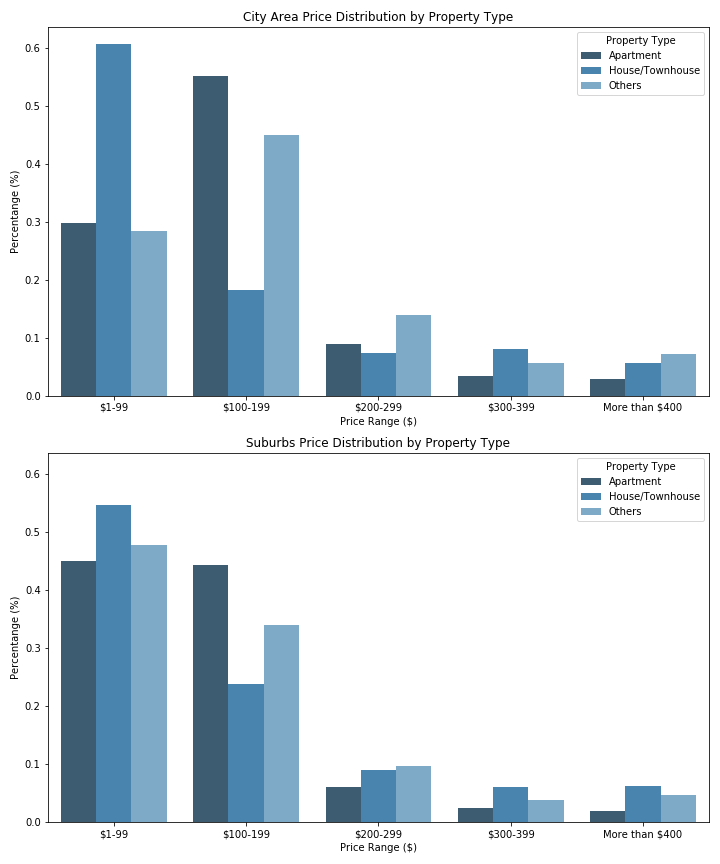 City Area Price Distribution by Property Type
Percentange (%)
0.6
0.5
0.4
0.3
0.2
0.1
0.0
Property Type
Apartment
House/Townhouse
Others
$1-99 $100-199 $200-299 $300-399 More than $400
Price Range ($)
Suburbs Price Distribution by Property Type
Percentange (%)
0.6
0.5
0.4
0.3
0.2
0.1
0.0
Property Type
Apartment
House/Townhouse
Others
$1-99 $100-199 $200-299 $300-399 More than $400
Price Range ($)